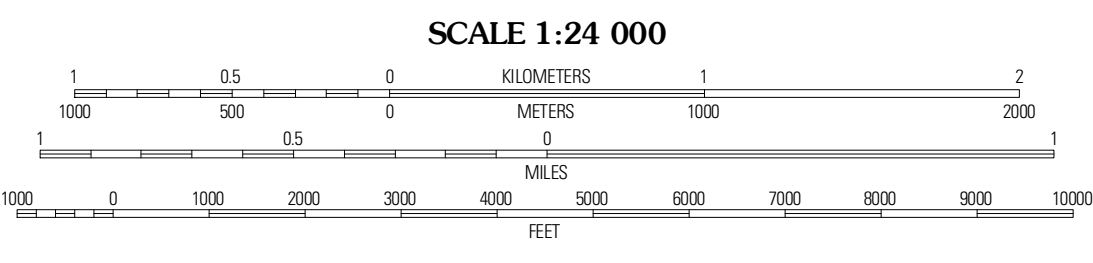 SCALE 1:24 000
1 0.5 0 KILOMETERS 1 2
1000 500 0 METERS 1000 2000
1 0.5 0 1
MILES
1000 0 1000 2000 3000 4000 5000 6000 7000 8000 9000 10000
FEET